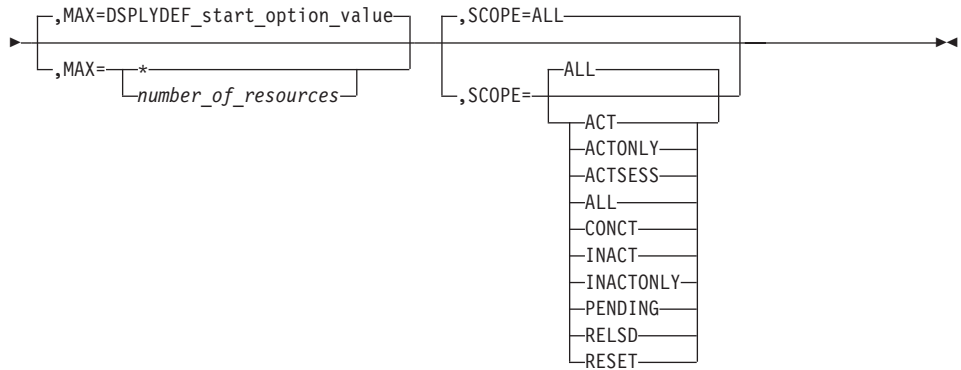 ,MAX=DSPLYDEF_start_option_value
,SCOPE=ALL
,MAX=
*
number_of_resources
,SCOPE=
ALL
ACT
ACTONLY
ACTSESS
ALL
CONCT
INACT
INACTONLY
PENDING
RELSD
RESET